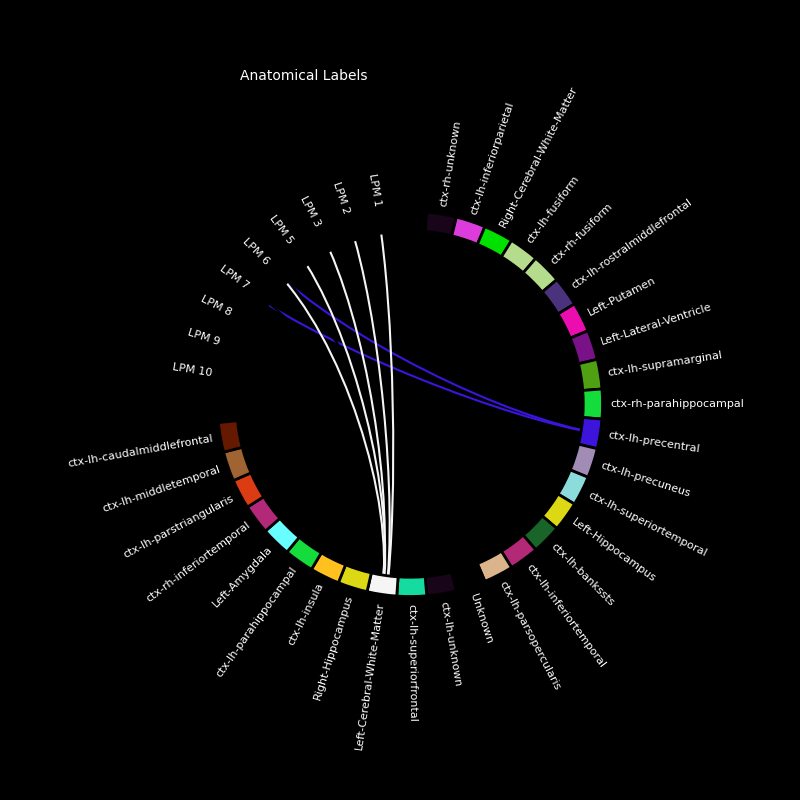 Anatomical Labels
ctx-rh-unknown
ctx-lh-inferiorparietal
Right-Cerebral-White-Matter
ctx-lh-fusiform
ctx-rh-fusiform
ctx-lh-rostralmiddlefrontal
Left-Putamen
Left-Lateral-Ventricle
ctx-lh-supramarginal
ctx-rh-parahippocampal
ctx-lh-precentral
ctx-lh-precuneus
ctx-lh-superiortemporal
Left-Hippocampus
ctx-lh-bankssts
ctx-lh-inferiortemporal
ctx-lh-parsopercularis
Unknown
ctx-lh-unknown
ctx-lh-superiorfrontal
Left-Cerebral-White-Matter
Right-Hippocampus
ctx-lh-insula
ctx-lh-parahippocampal
Left-Amygdala
ctx-rh-inferiortemporal
ctx-lh-parstriangularis
ctx-lh-middletemporal
ctx-lh-caudalmiddlefrontal
LPM 10
LPM 9
LPM 8
LPM 7
LPM 6
LPM 5
LPM 3
LPM 2
LPM 1